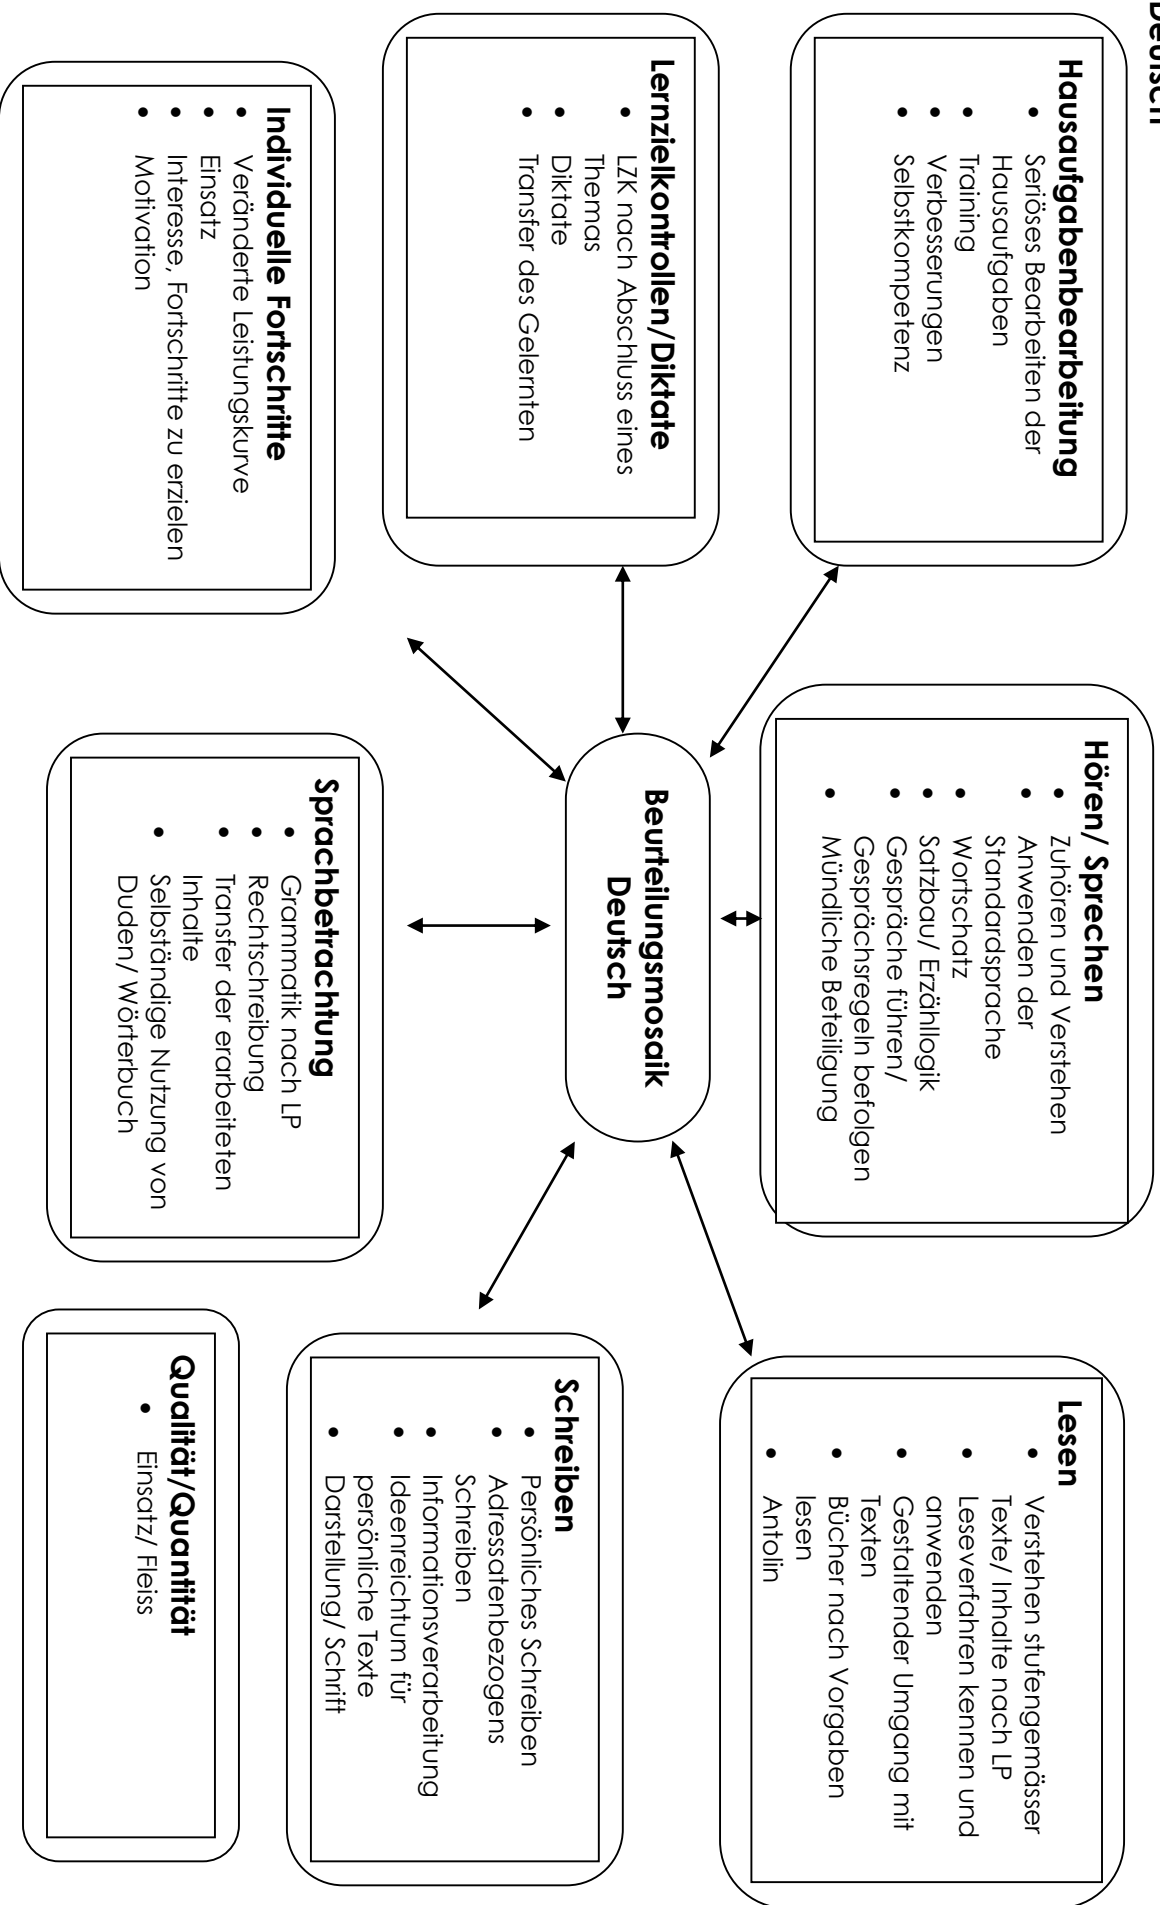 Deutsch
Hausaufgabenbearbeitung
• Seriöses Bearbeiten der
Hausaufgaben
• Training
• Verbesserungen
• Selbstkompetenz
Hören/ Sprechen
• Zuhören und Verstehen
• Anwenden der
Standardsprache
• Wortschatz
• Satzbau/ Erzähllogik
• Gespräche führen/
Gesprächsregeln befolgen
• Mündliche Beteiligung
Lesen
• Verstehen stufengemässer
Texte/ Inhalte nach LP
• Leseverfahren kennen und
anwenden
• Gestaltender Umgang mit
Texten
• Bücher nach Vorgaben
lesen
• Antolin
Lernzielkontrollen/Diktate
• LZK nach Abschluss eines
Themas
• Diktate
• Transfer des Gelernten
Beurteilungsmosaik
Deutsch
Schreiben
• Persönliches Schreiben
• Adressatenbezogens
Schreiben
• Informationsverarbeitung
• Ideenreichtum für
persönliche Texte
• Darstellung/ Schrift
Individuelle Fortschritte
• Veränderte Leistungskurve
• Einsatz
• Interesse, Fortschritte zu erzielen
• Motivation
Sprachbetrachtung
• Grammatik nach LP
• Rechtschreibung
• Transfer der erarbeiteten
Inhalte
• Selbständige Nutzung von
Duden/ Wörterbuch
Qualität/Quantität
• Einsatz/ Fleiss